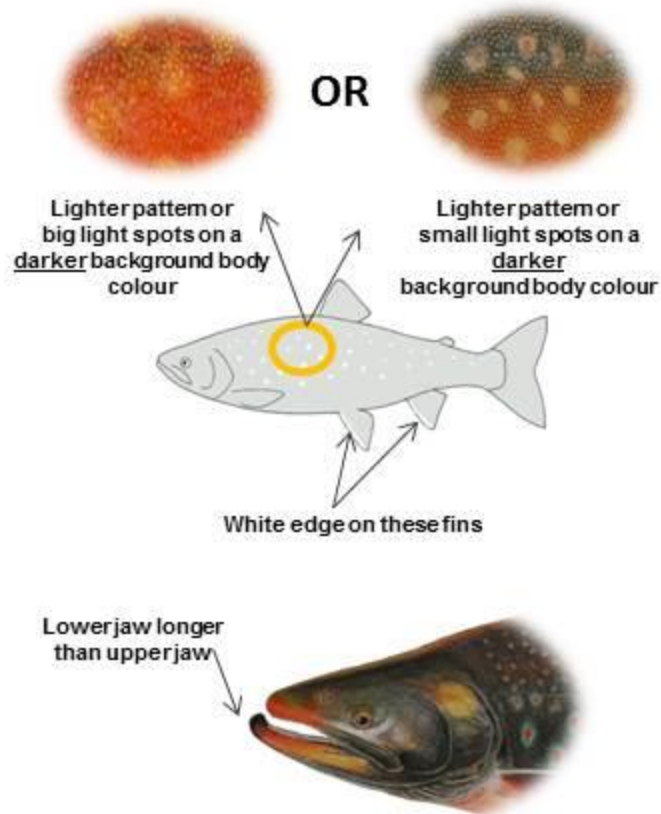 OR
Lighter pattern or
big light spots on a
darker background body
colour
Lighter pattern or
small light spots on a
darker
background body colour
White edge on these fins
Lower jaw longer
than upper jaw